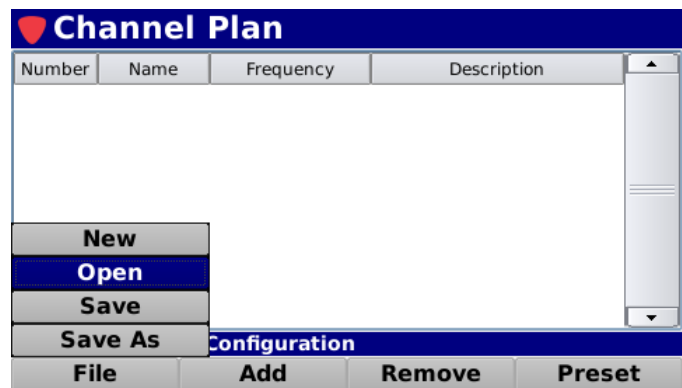 Channel Plan
Number Name Frequency Description
New
Open
Save
Save As
Configuration
File Add Remove Preset